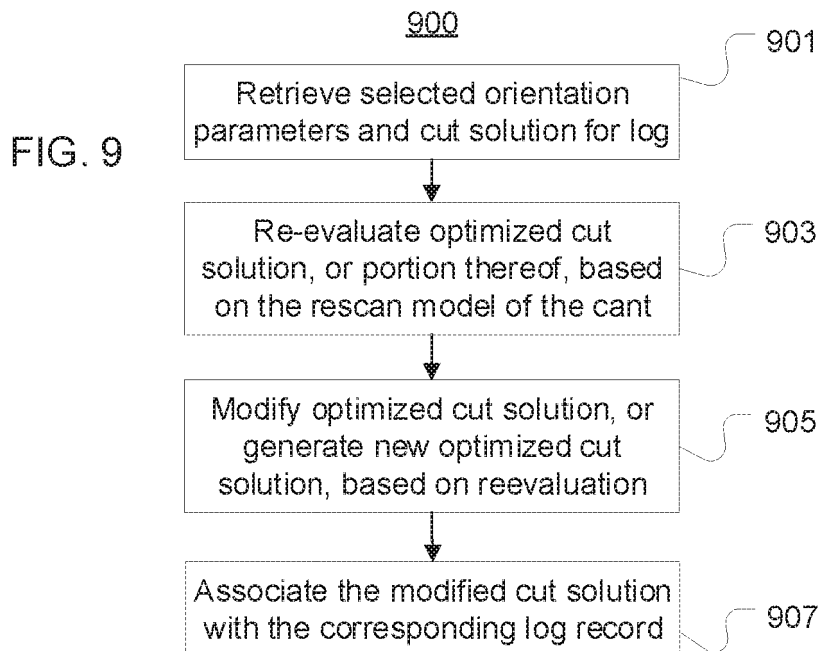 900
901
FIG. 9
Retrieve selected orientation
parameters and cut solution for log
Re-evaluate optimized cut
solution, or portion thereof, based
on the rescan model of the cant
903
Modify optimized cut solution, or
generate new optimized cut
solution, based on reevaluation
905
Associate the modified cut solution
with the corresponding log record
907